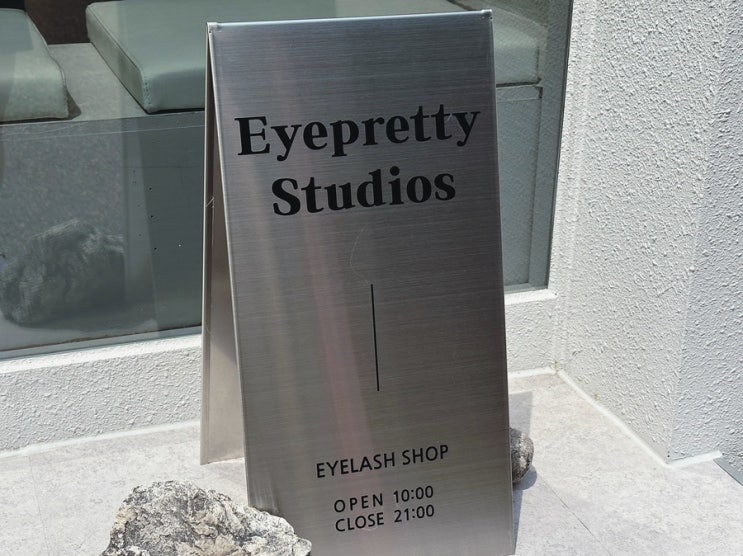 Eyepretty
Studios
EYELASH SHOP
OPEN 10:00
CLOSE 21:00